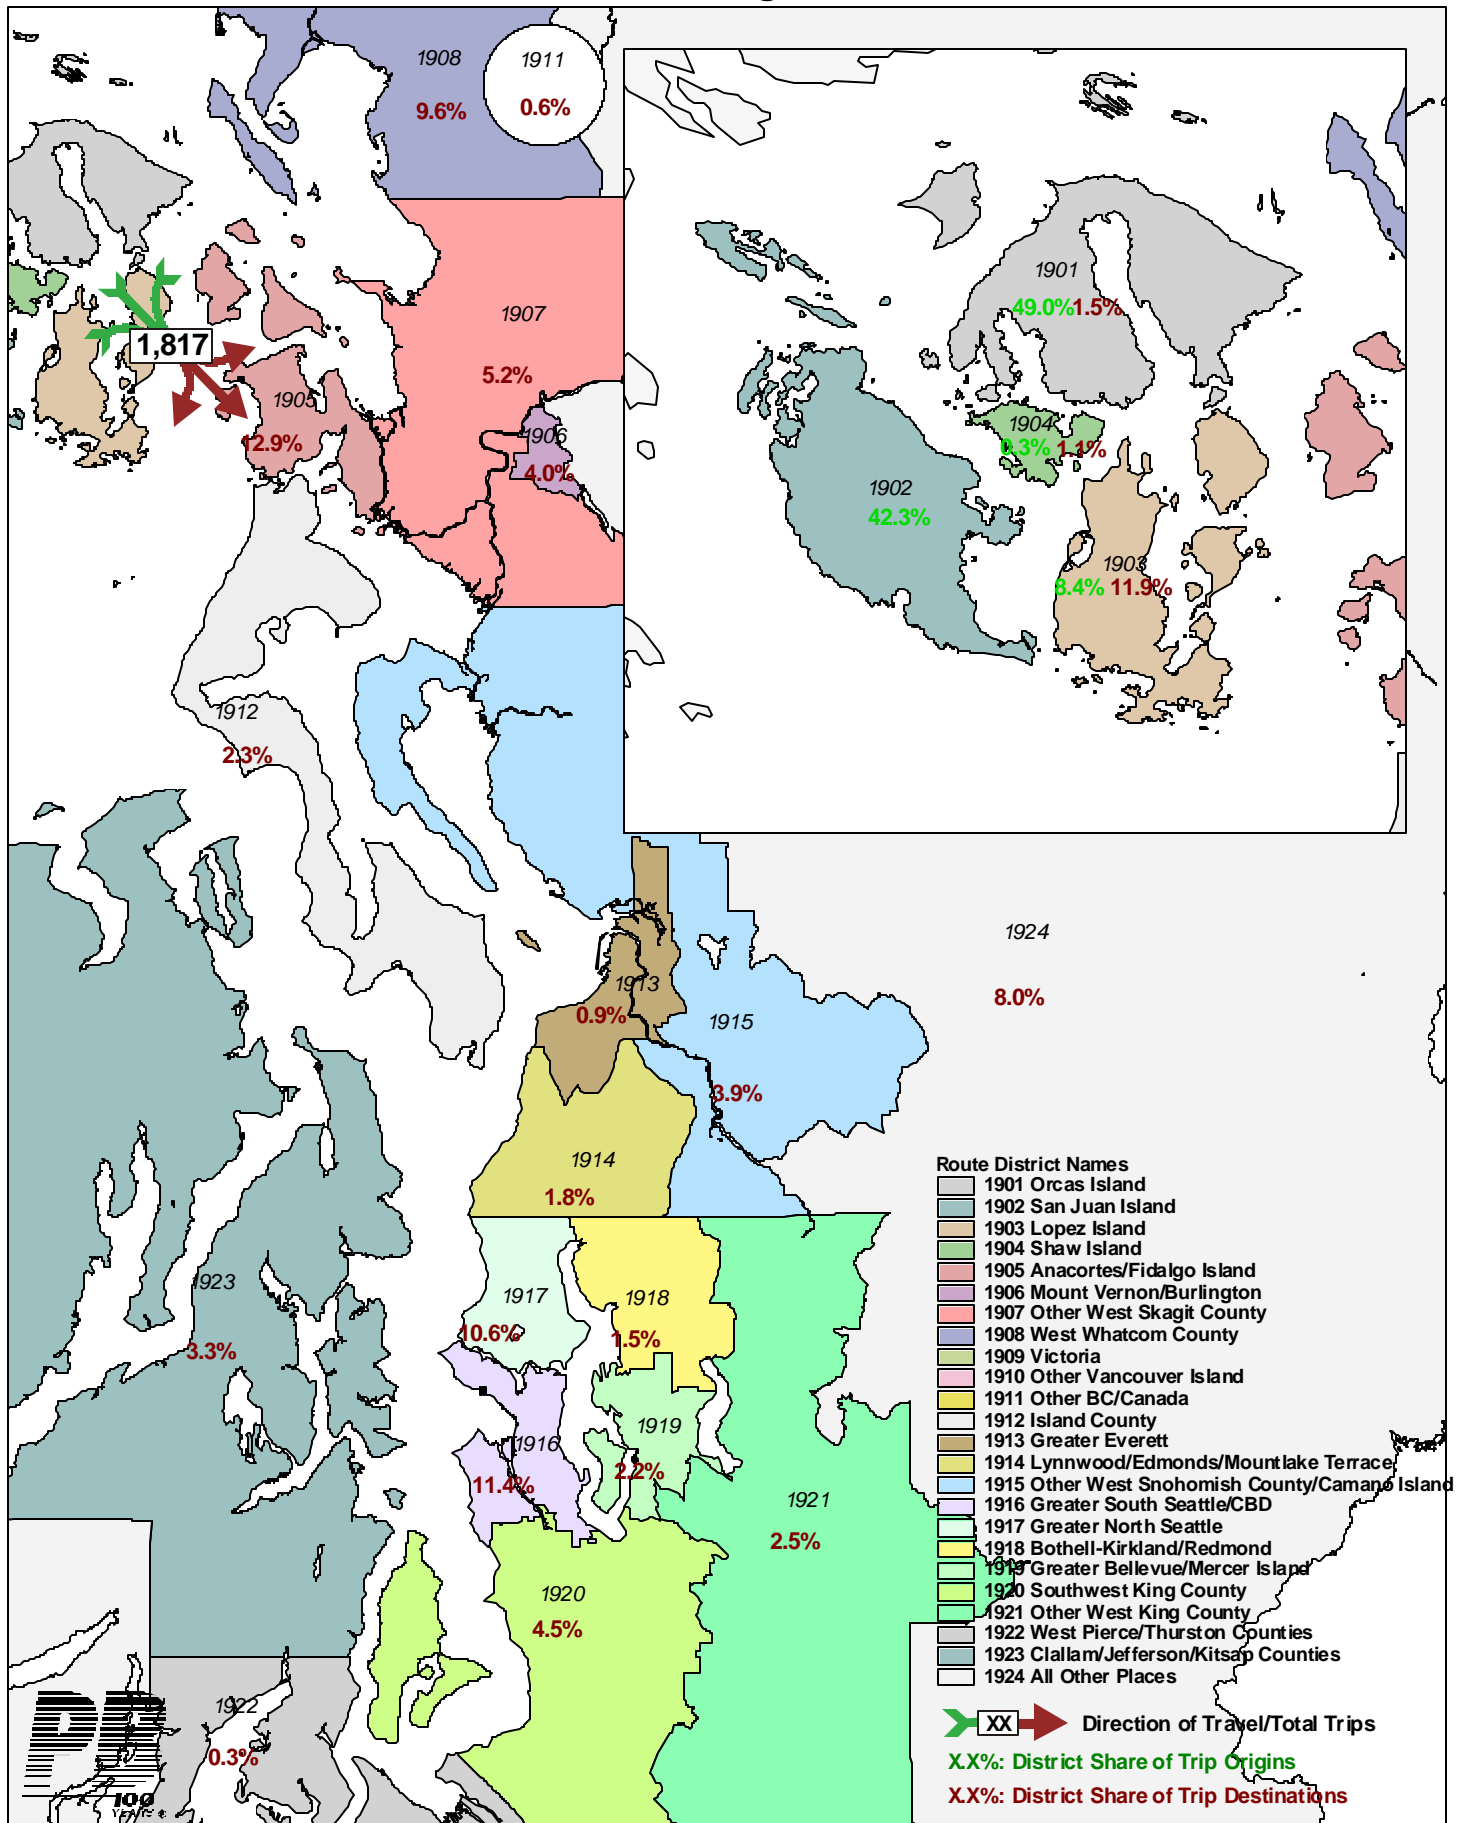 1908
1911
9.6%
0.6%
1907
5.2%
1,817
1905
12.9%
1906
4.0%
1901
49.0% 1.5%
1904
0.3% 1.1%
1902
42.3%
1903
8.4% 11.9%
1912
2.3%
1924
8.0%
1913
0.9%
1915
3.9%
1914
1.8%
1923
3.3%
1917
10.6%
1918
1.5%
1916
11.4%
1919
2.2%
1921
2.5%
1920
4.5%
1922
0.3%
Route District Names
1901 Orcas Island
1902 San Juan Island
1903 Lopez Island
1904 Shaw Island
1905 Anacortes/Fidalgo Island
1906 Mount Vernon/Burlington
1907 Other West Skagit County
1908 West Whatcom County
1909 Victoria
1910 Other Vancouver Island
1911 Other BC/Canada
1912 Island County
1913 Greater Everett
1914 Lynnwood/Edmonds/Mountlake Terrace
1915 Other West Snohomish County/Camano Island
1916 Greater South Seattle/CBD
1917 Greater North Seattle
1918 Bothell-Kirkland/Redmond
1919 Greater Bellevue/Mercer Island
1920 Southwest King County
1921 Other West King County
1922 West Pierce/Thurston Counties
1923 Clallam/Jefferson/Kitsap Counties
1924 All Other Places
XX Direction of Travel/Total Trips
X.X%: District Share of Trip Origins
X.X%: District Share of Trip Destinations
PB
100
YEARS